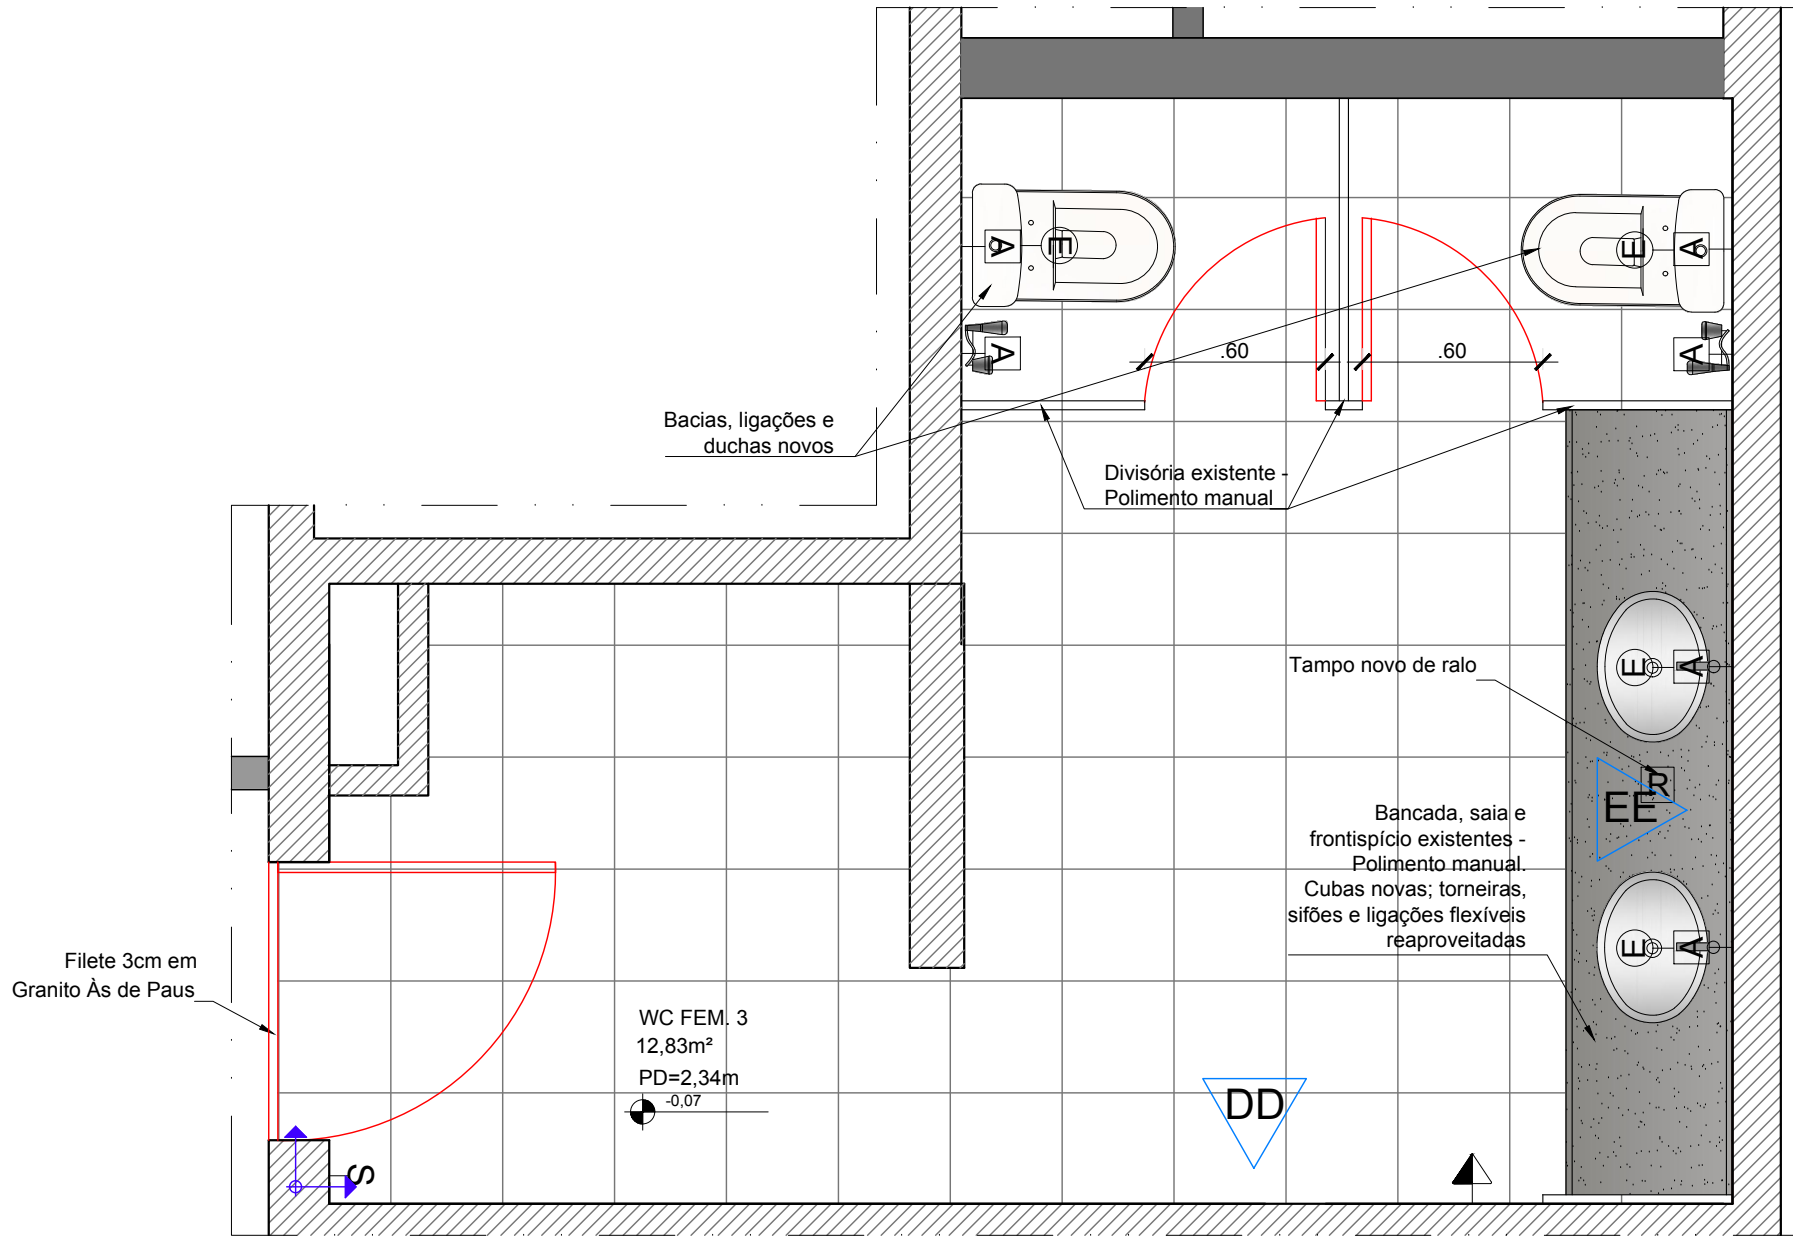 A
E
E
A
A
.60
.60
A
Bacias, ligações e
duchas novos
Divisória existente -
Polimento manual
Tampo novo de ralo
E
A
R
EE
Bancada, saia e
frontispício existentes -
Polimento manual.
Cubas novas; torneiras,
sifões e ligações flexíveis
reaproveitadas
E
A
Filete 3cm em
Granito Às de Paus
WC FEM. 3
12,83m²
PD=2,34m
-0,07
DD
S